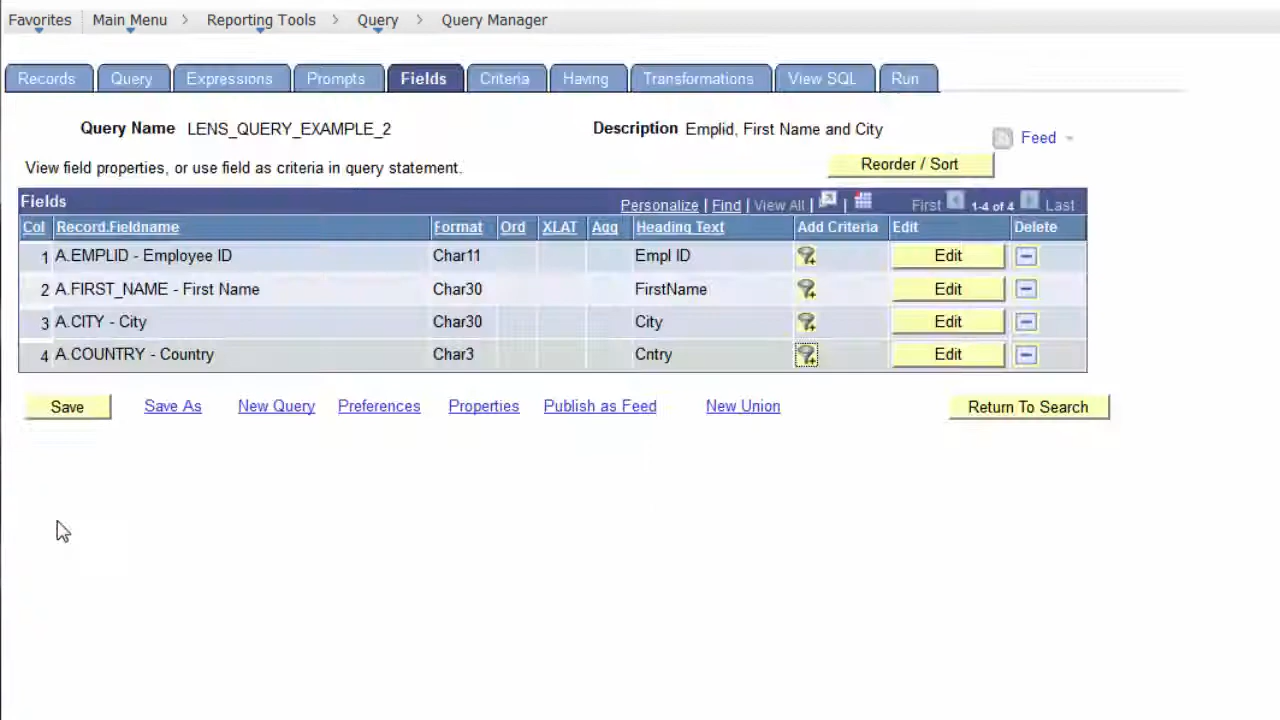 Favorites Main Menu > Reporting Tools > Query > Query Manager
Records Query Expressions Prompts Fields Criteria Having Transformations View SQL Run
Query Name LENS_QUERY_EXAMPLE_2 Description Emplid, First Name and City
Feed
View field properties, or use field as criteria in query statement.
Reorder / Sort
Fields Personalize | Find | View All | | First 1-4 of 4 Last
Col Record.Fieldname Format Ord XLAT Agg Heading Text Add Criteria Edit Delete
1 A.EMPLID - Employee ID Char11 Empl ID Edit
2 A.FIRST_NAME - First Name Char30 FirstName Edit
3 A.CITY - City Char30 City Edit
4 A.COUNTRY - Country Char3 Cntry Edit
Save Save As New Query Preferences Properties Publish as Feed New Union Return To Search